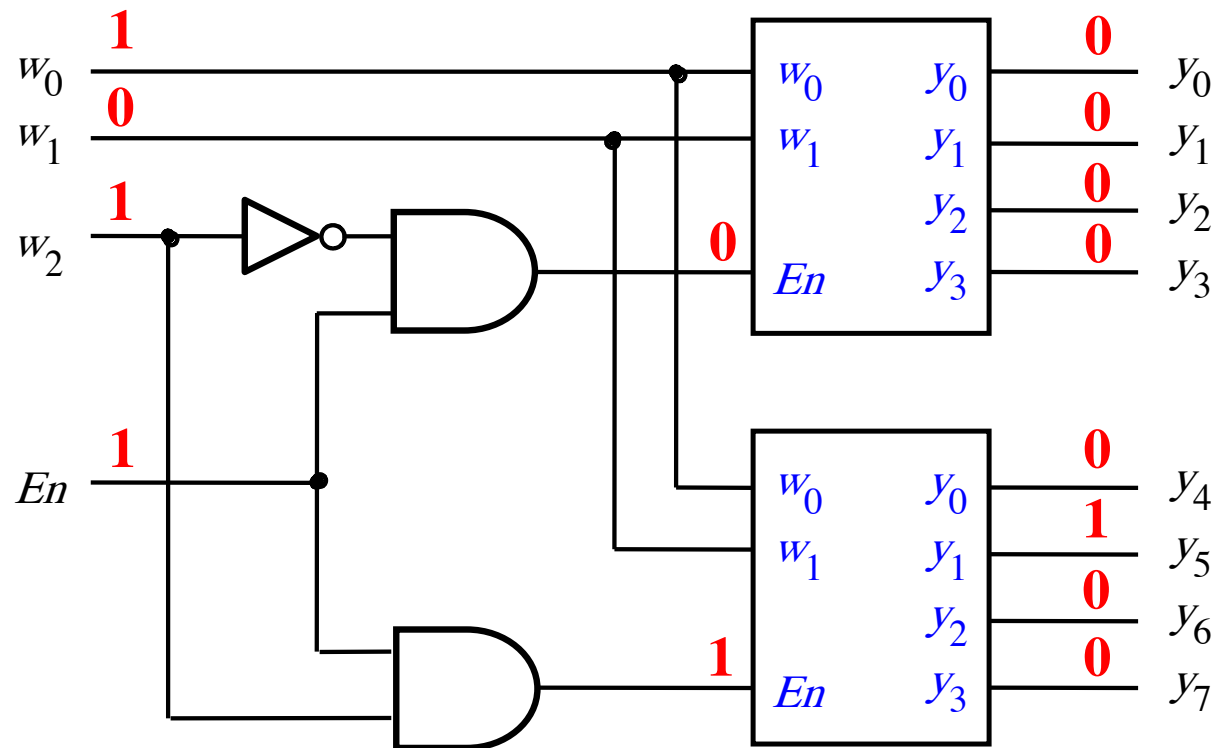 1
w0 w0 y0 0 y0
0
w1 w1 y1 0 y1
1
w2 y2 0 y2
0 En y3 0 y3
1
En w0 y0 0 y4
w1 y1 1 y5
y2 0 y6
1 En y3 0 y7